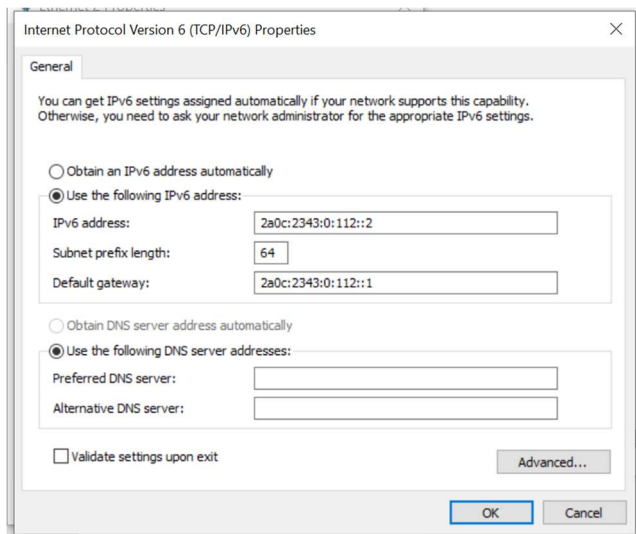 Ethernet 2 Properties
Internet Protocol Version 6 (TCP/IPv6) Properties
General
You can get IPv6 settings assigned automatically if your network supports this capability.
Otherwise, you need to ask your network administrator for the appropriate IPv6 settings.
Obtain an IPv6 address automatically
Use the following IPv6 address:
IPv6 address: 2a0c:2343:0:112::2
Subnet prefix length: 64
Default gateway: 2a0c:2343:0:112::1
Obtain DNS server address automatically
Use the following DNS server addresses:
Preferred DNS server:
Alternative DNS server:
Validate settings upon exit
Advanced...
OK Cancel